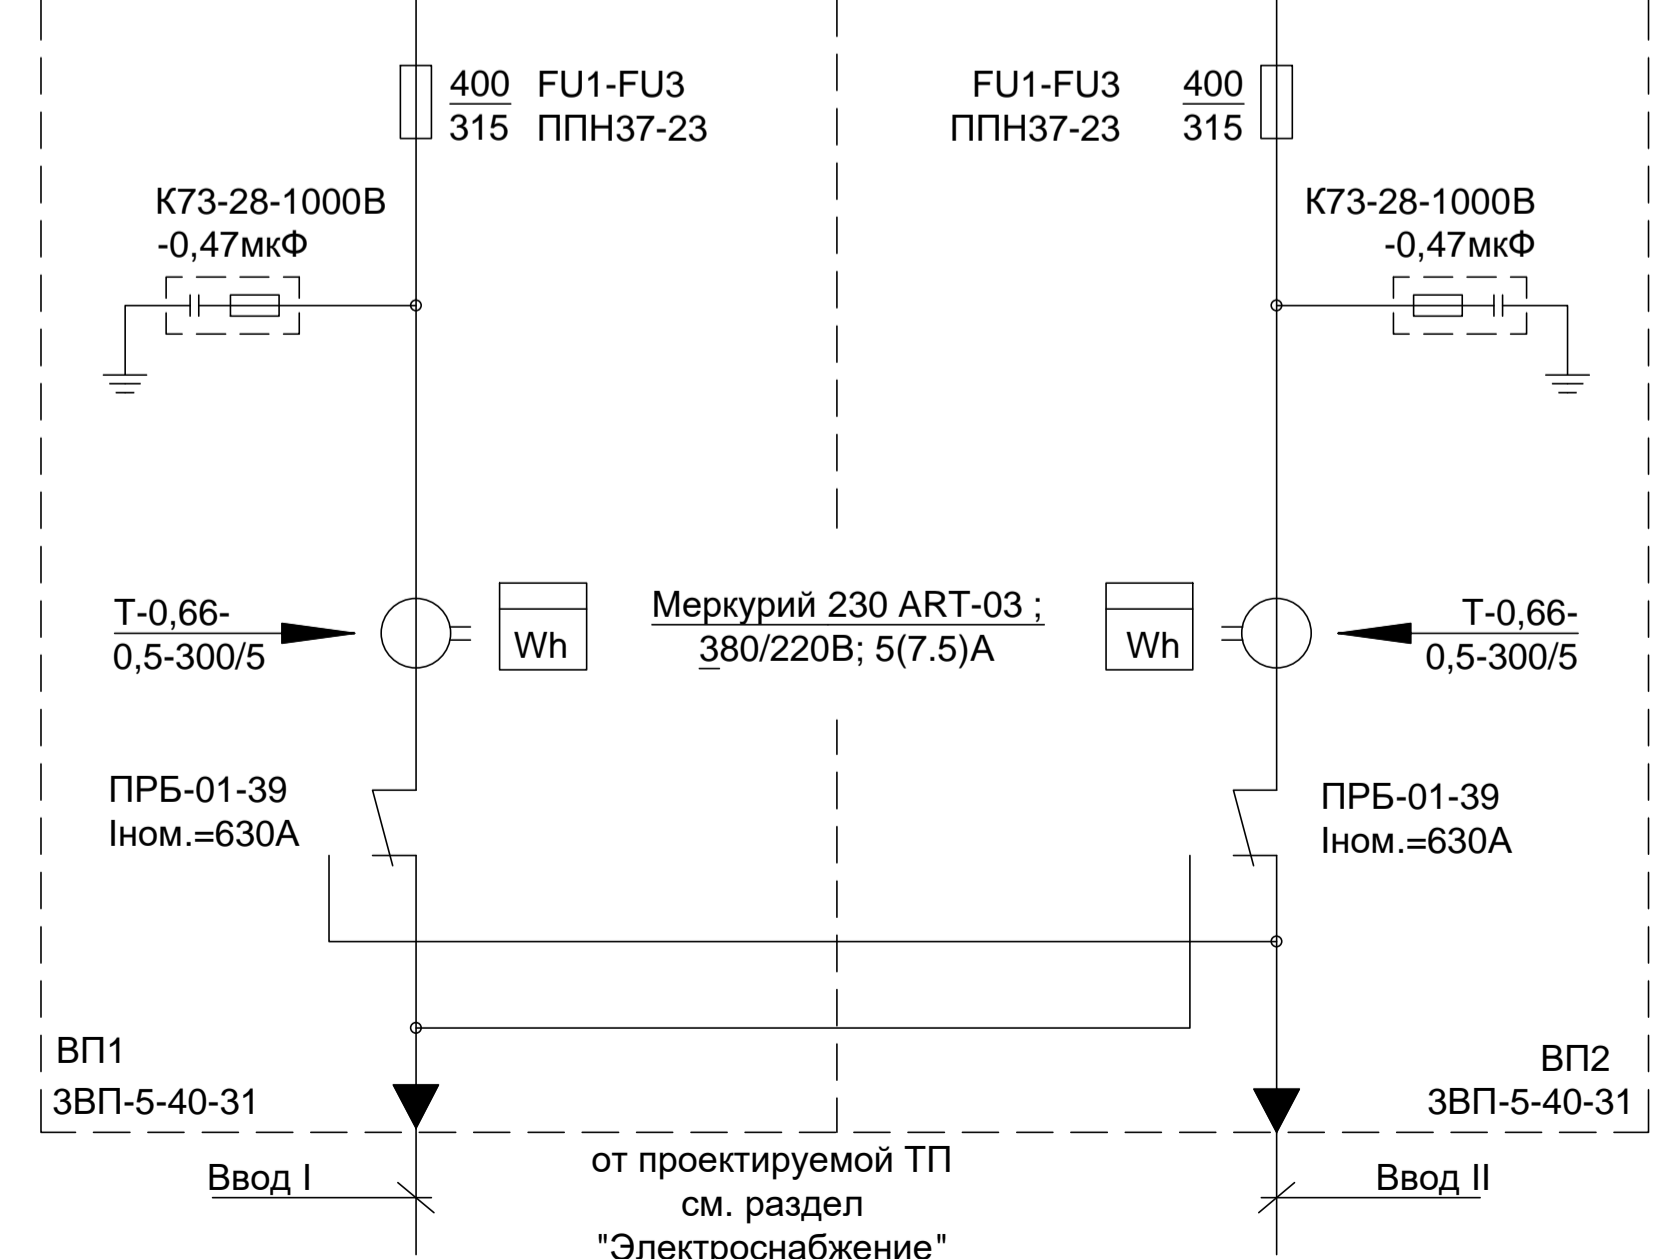 400 FU1-FU3
315 ППН37-23
FU1-FU3 400
ППН37-23 315
К73-28-1000В
-0,47мкФ
К73-28-1000В
-0,47мкФ
Т-0,66-
0,5-300/5
Wh
Меркурий 230 ART-03 ;
380/220В; 5(7.5)А
Wh
Т-0,66-
0,5-300/5
ПРБ-01-39
Iном.=630А
ПРБ-01-39
Iном.=630А
ВП1
3ВП-5-40-31
ВП2
3ВП-5-40-31
Ввод I
от проектируемой ТП
см. раздел
"Электроснабжение"
Ввод II